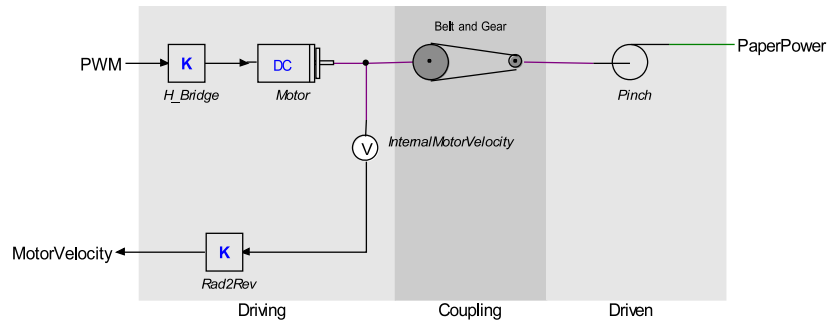 Belt and Gear
PaperPower
PWM
K
DC
H_Bridge
Motor
Pinch
V
InternalMotorVelocity
MotorVelocity
K
Rad2Rev
Driving
Coupling
Driven